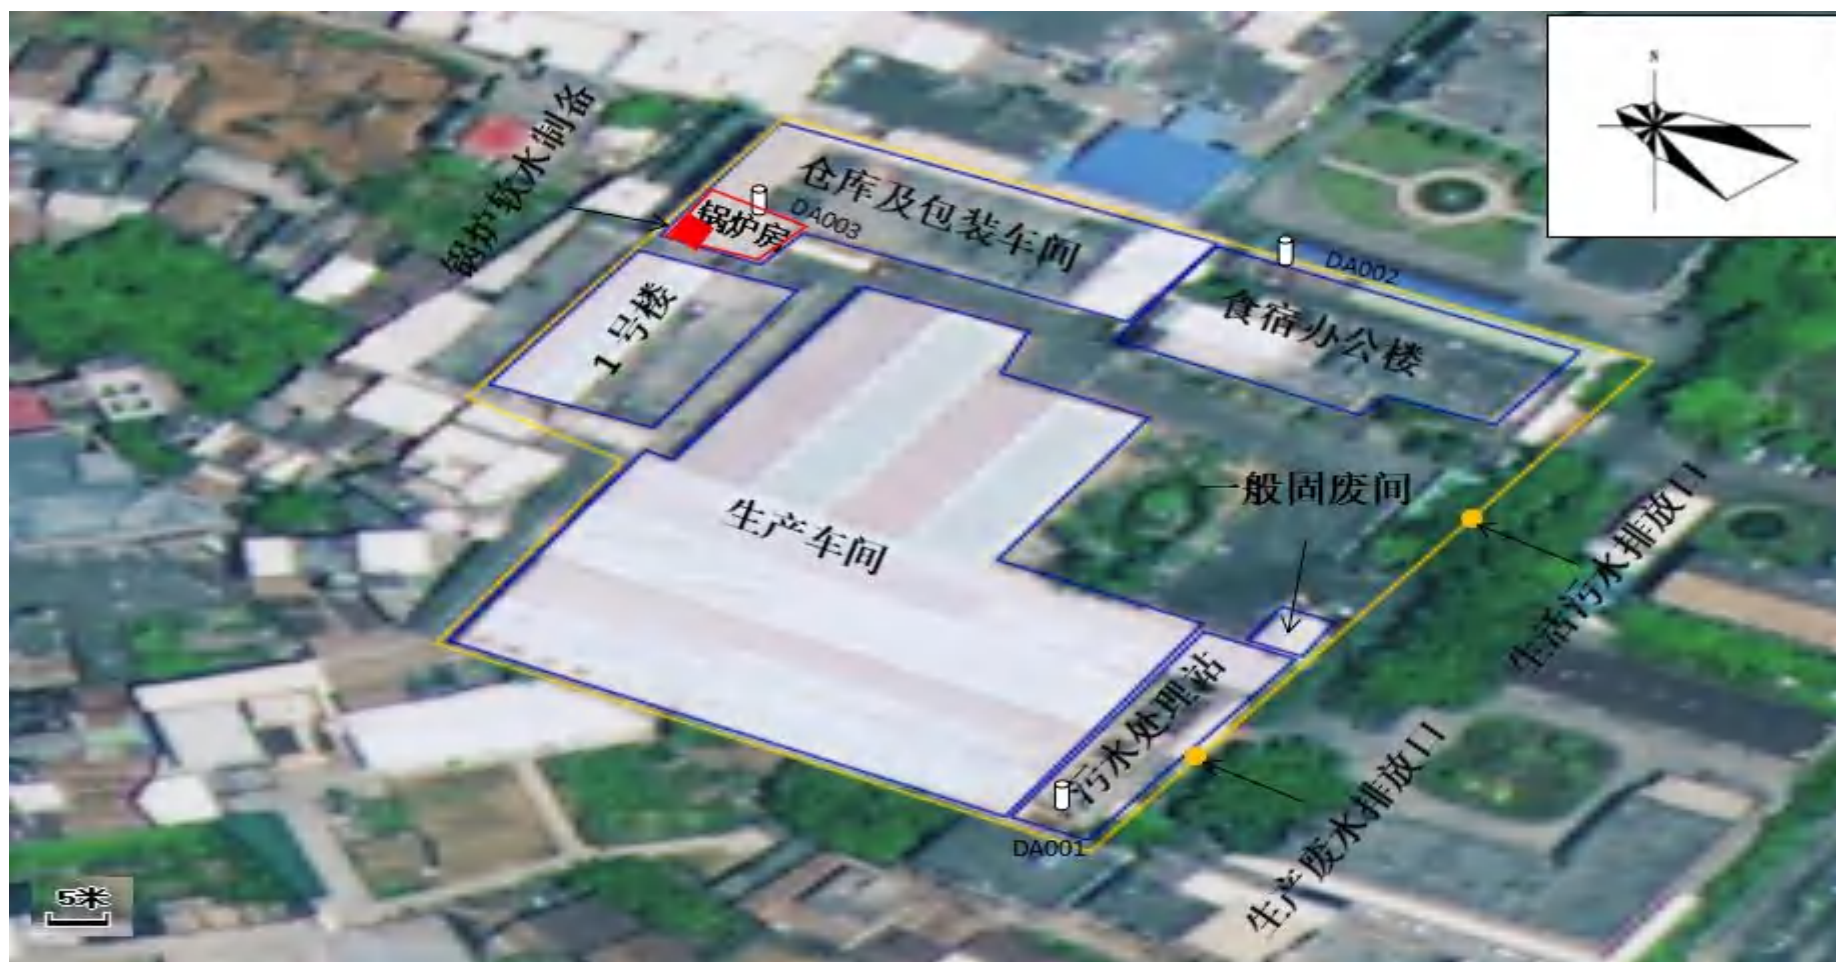 N
锅炉软水制备
仓库及包装车间
锅炉房
DA003
DA002
1号楼
食宿办公楼
一般固废间
生产车间
生活污水排放口
污水处理站
生产废水排放口
DA001
5米